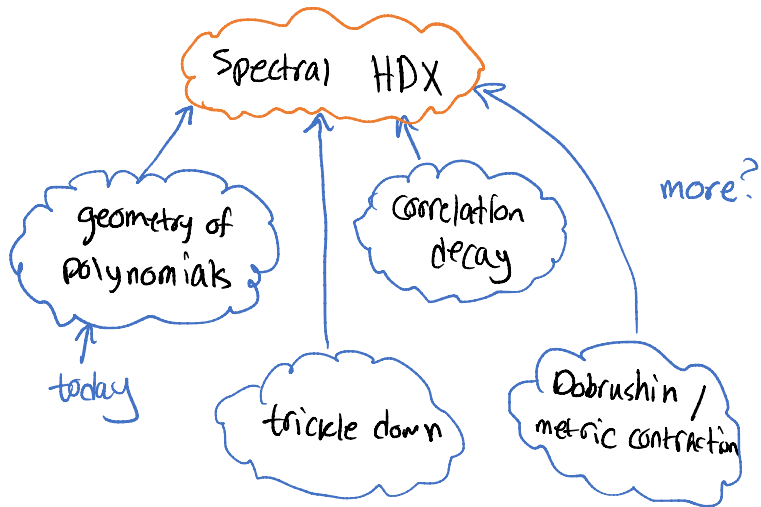 Spectral HDX
geometry of
polynomials
correlation
decay
more?
today
trickle down
Dobrushin /
metric contraction